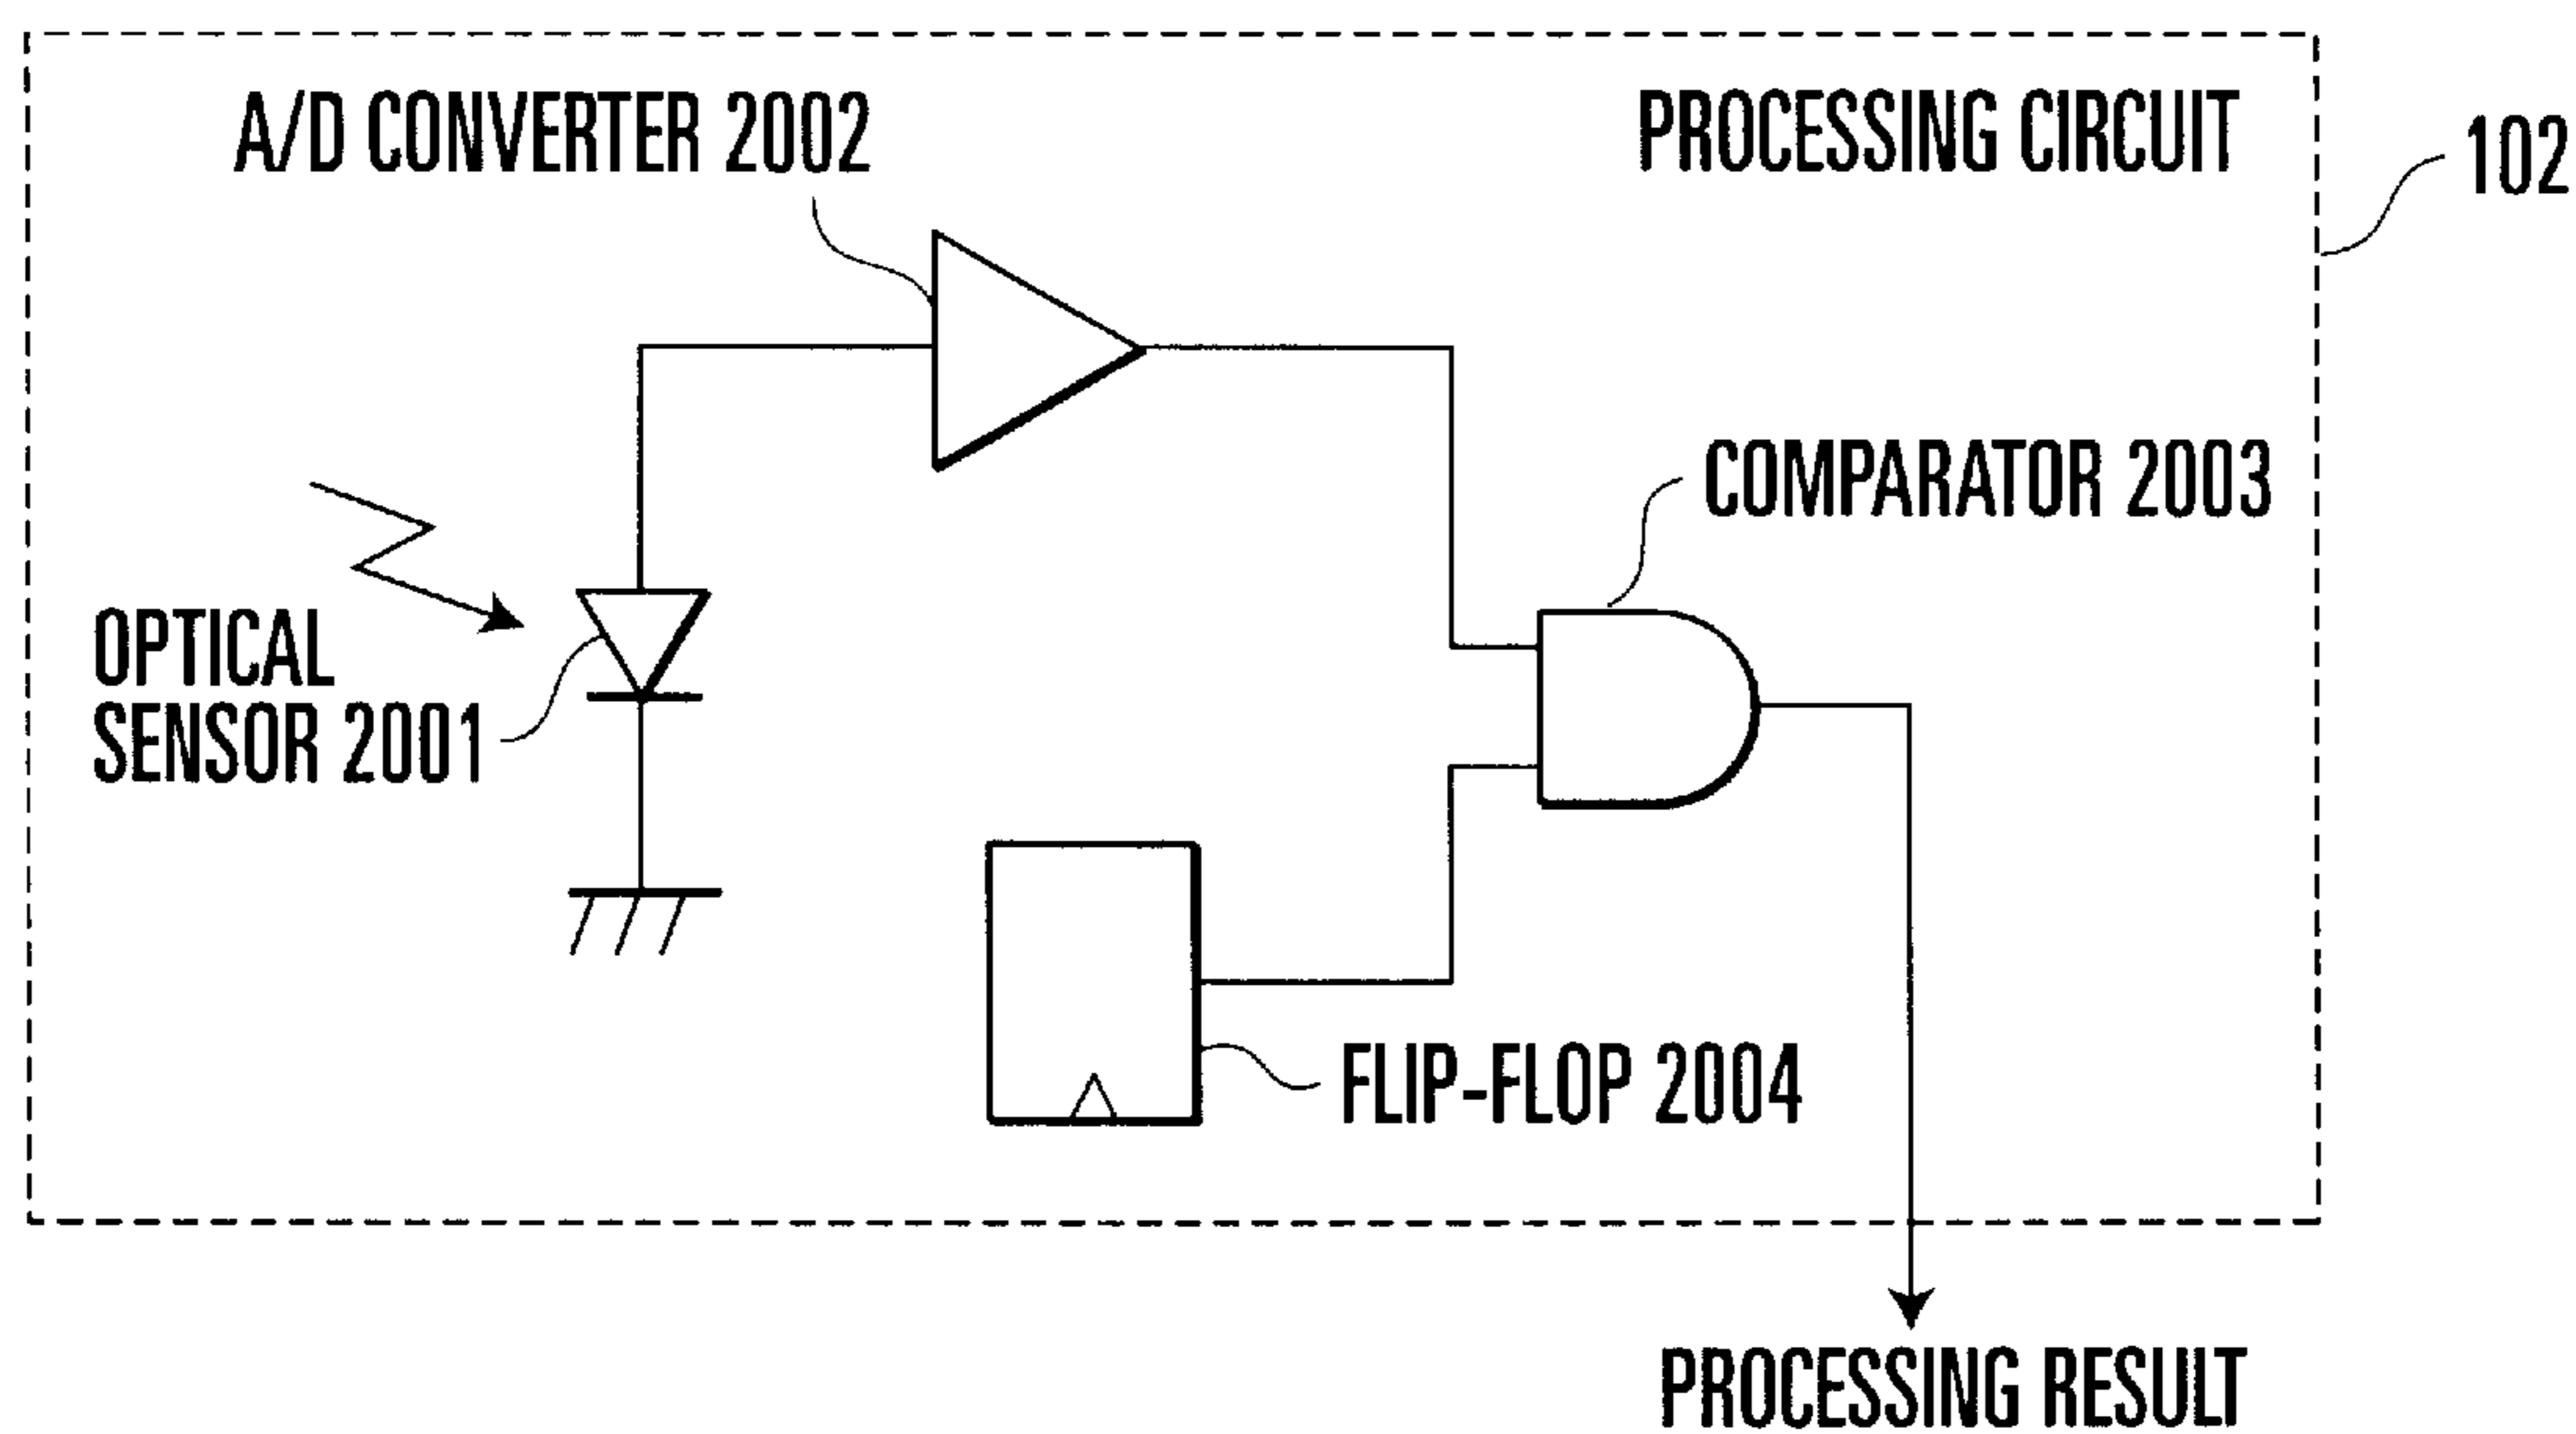 A/D CONVERTER 2002
PROCESSING CIRCUIT
102
COMPARATOR 2003
OPTICAL
SENSOR 2001
FLIP-FLOP 2004
PROCESSING RESULT